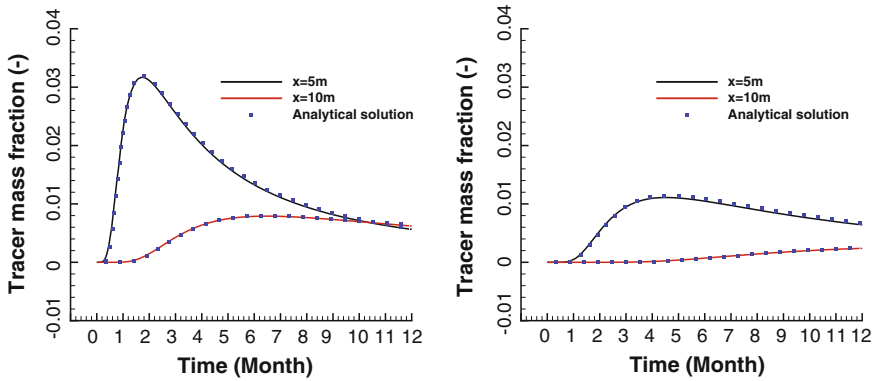 0.04
0.03
0.02
0.01
0
-0.01
Tracer mass fraction (-)
x=5m
x=10m
Analytical solution
0 1 2 3 4 5 6 7 8 9 10 11 12
Time (Month)
0.04
0.03
0.02
0.01
0
-0.01
Tracer mass fraction (-)
x=5m
x=10m
Analytical solution
0 1 2 3 4 5 6 7 8 9 10 11 12
Time (Month)